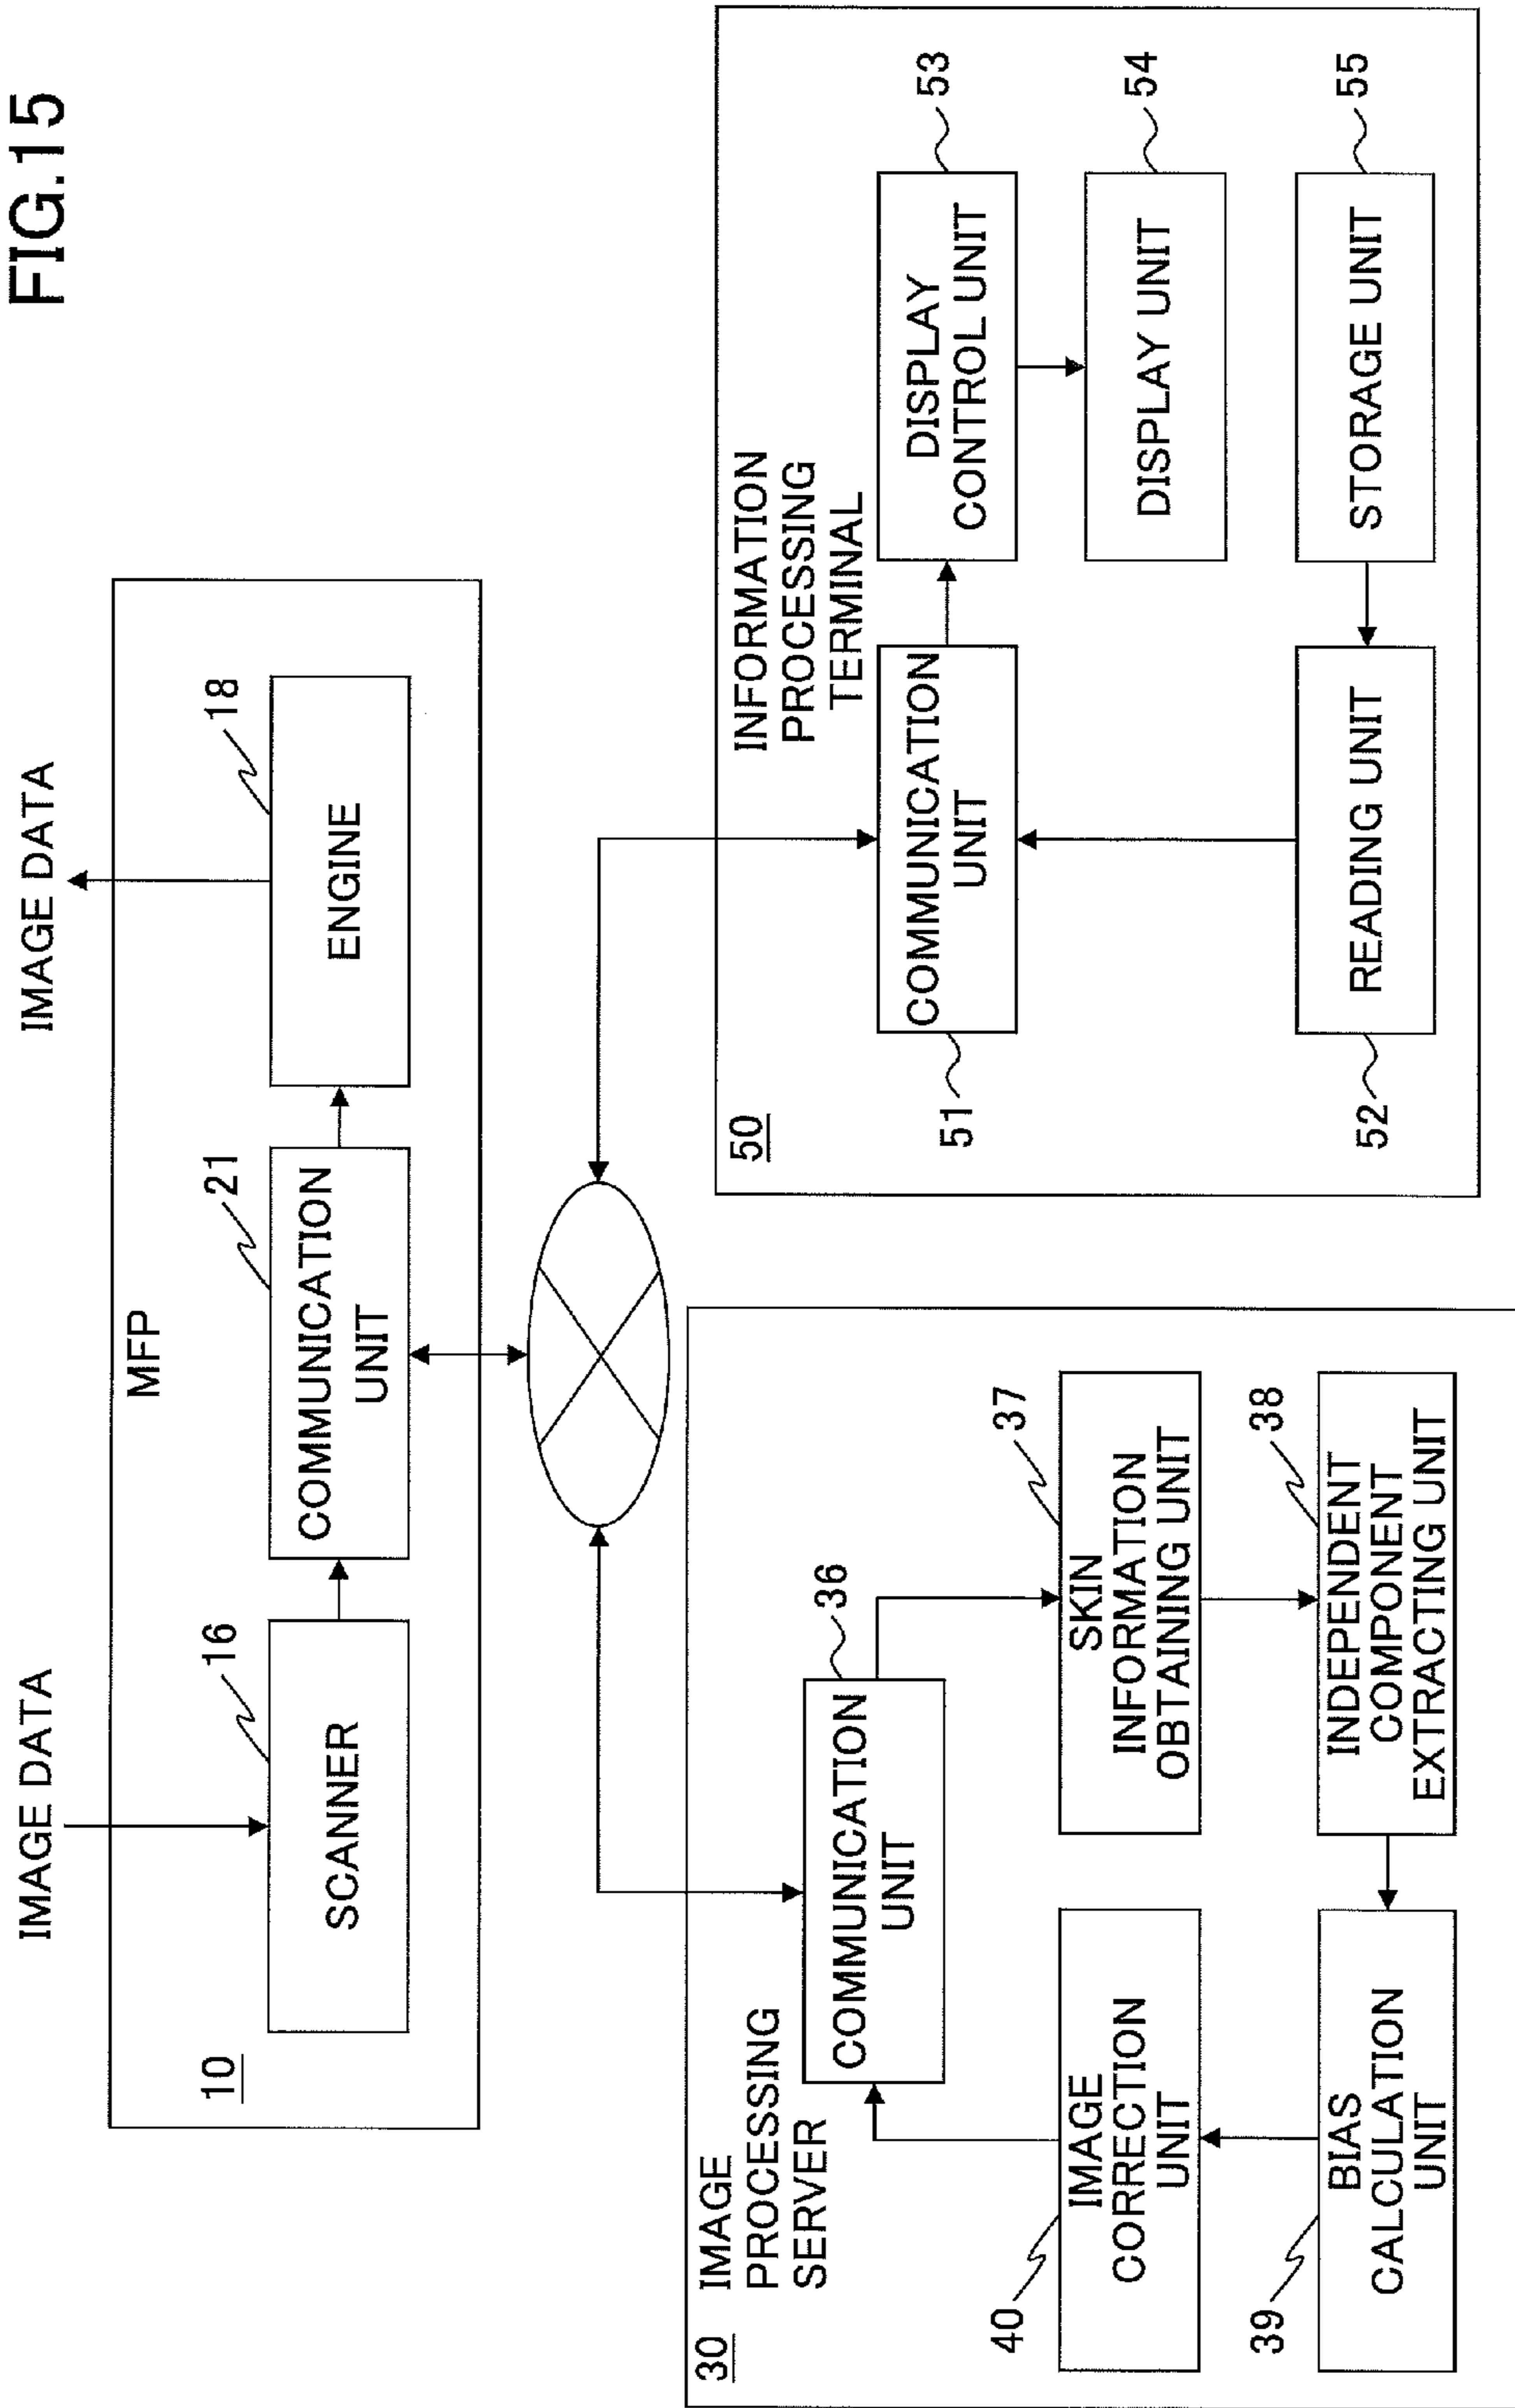 FIG.15
IMAGE DATA
IMAGE DATA
10
MFP
16
SCANNER
21
COMMUNICATION
UNIT
18
ENGINE
30
IMAGE
PROCESSING
SERVER
36
COMMUNICATION
UNIT
40
IMAGE
CORRECTION
UNIT
37
SKIN
INFORMATION
OBTAINING UNIT
39
BIAS
CALCULATION
UNIT
38
INDEPENDENT
COMPONENT
EXTRACTING UNIT
50
INFORMATION
PROCESSING
TERMINAL
51
COMMUNICATION
UNIT
53
DISPLAY
CONTROL UNIT
54
DISPLAY UNIT
52
READING UNIT
55
STORAGE UNIT